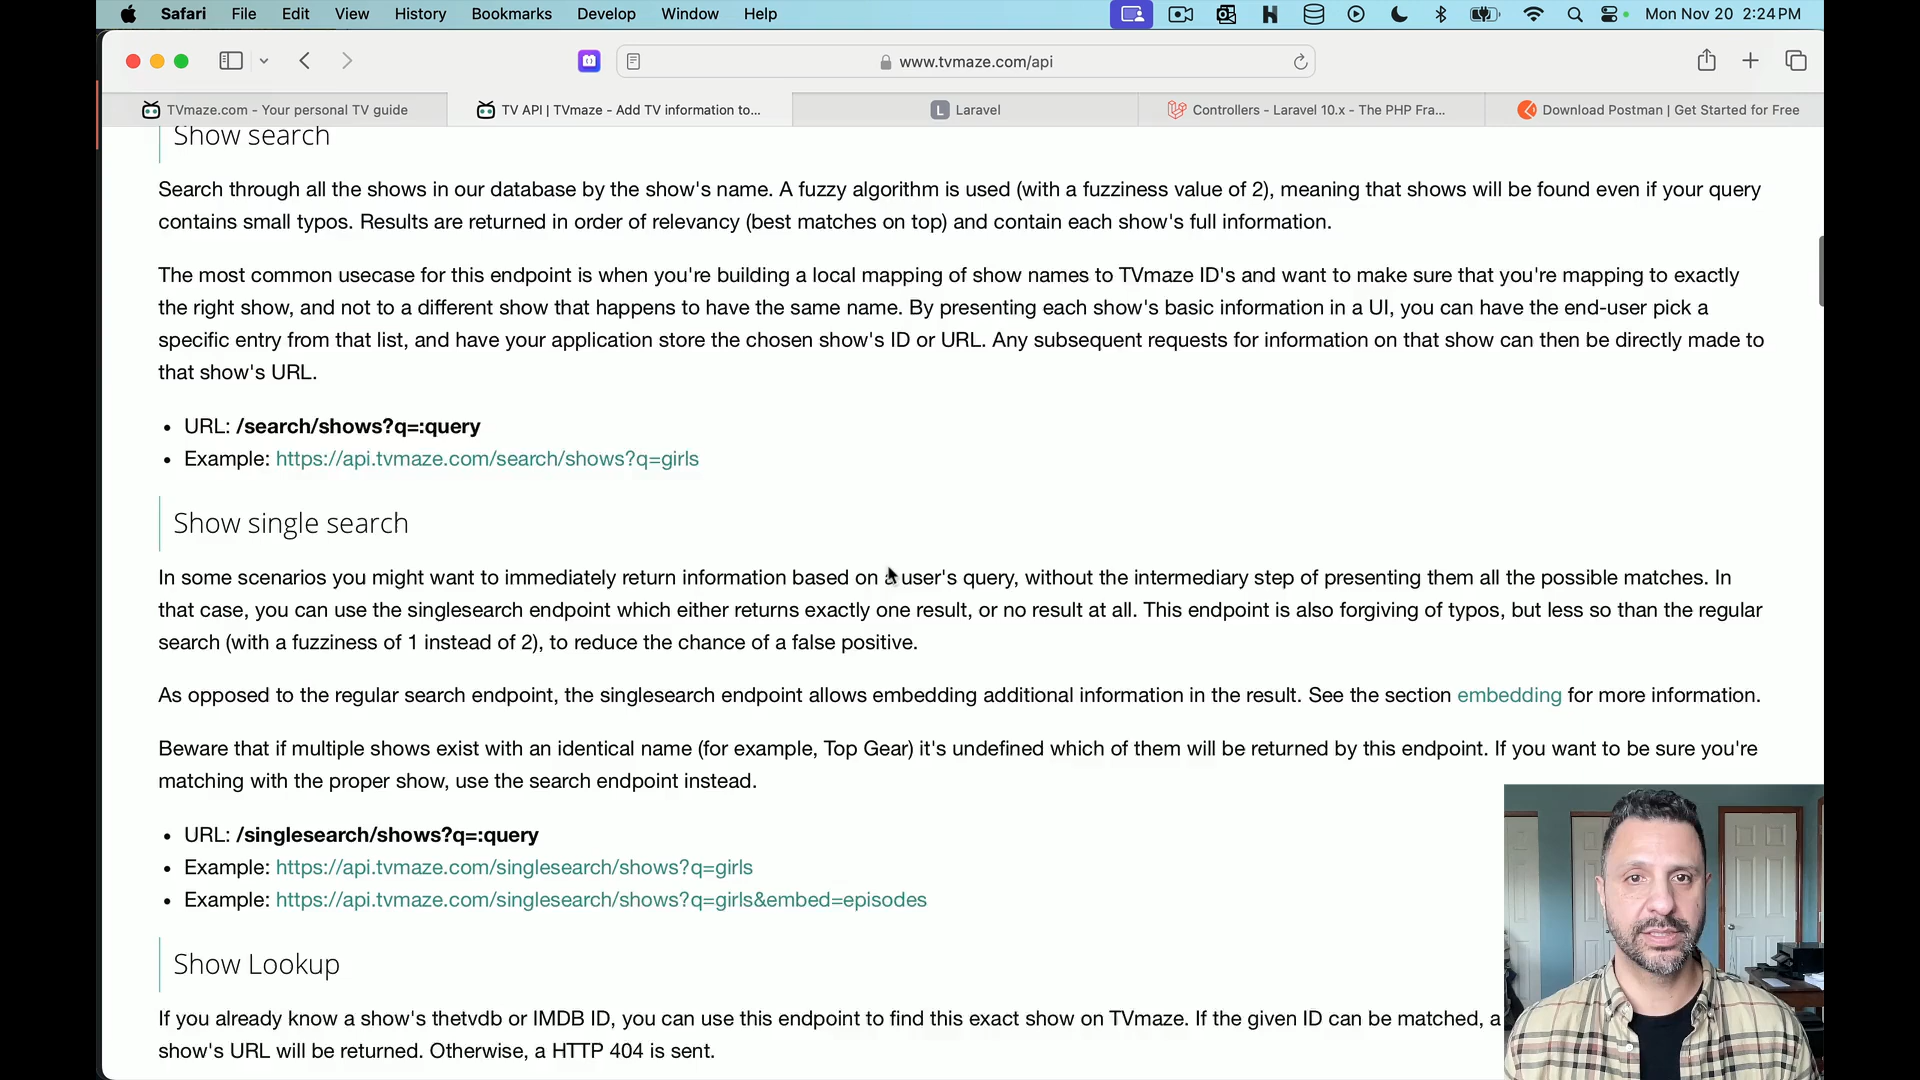 Safari File Edit View History Bookmarks Develop Window Help Mon Nov 20 2:24 PM
www.tvmaze.com/api
TVmaze.com - Your personal TV guide
TV API | TVmaze - Add TV information to...
L Laravel
Controllers - Laravel 10.x - The PHP Fra...
Download Postman | Get Started for Free
Show search
Search through all the shows in our database by the show's name. A fuzzy algorithm is used (with a fuzziness value of 2), meaning that shows will be found even if your query
contains small typos. Results are returned in order of relevancy (best matches on top) and contain each show's full information.
The most common usecase for this endpoint is when you're building a local mapping of show names to TVmaze ID's and want to make sure that you're mapping to exactly
the right show, and not to a different show that happens to have the same name. By presenting each show's basic information in a UI, you can have the end-user pick a
specific entry from that list, and have your application store the chosen show's ID or URL. Any subsequent requests for information on that show can then be directly made to
that show's URL.
• URL: /search/shows?q=:query
• Example: https://api.tvmaze.com/search/shows?q=girls
Show single search
In some scenarios you might want to immediately return information based on a user's query, without the intermediary step of presenting them all the possible matches. In
that case, you can use the singlesearch endpoint which either returns exactly one result, or no result at all. This endpoint is also forgiving of typos, but less so than the regular
search (with a fuzziness of 1 instead of 2), to reduce the chance of a false positive.
As opposed to the regular search endpoint, the singlesearch endpoint allows embedding additional information in the result. See the section embedding for more information.
Beware that if multiple shows exist with an identical name (for example, Top Gear) it's undefined which of them will be returned by this endpoint. If you want to be sure you're
matching with the proper show, use the search endpoint instead.
• URL: /singlesearch/shows?q=:query
• Example: https://api.tvmaze.com/singlesearch/shows?q=girls
• Example: https://api.tvmaze.com/singlesearch/shows?q=girls&embed=episodes
Show Lookup
If you already know a show's thetvdb or IMDB ID, you can use this endpoint to find this exact show on TVmaze. If the given ID can be matched, a
show's URL will be returned. Otherwise, a HTTP 404 is sent.